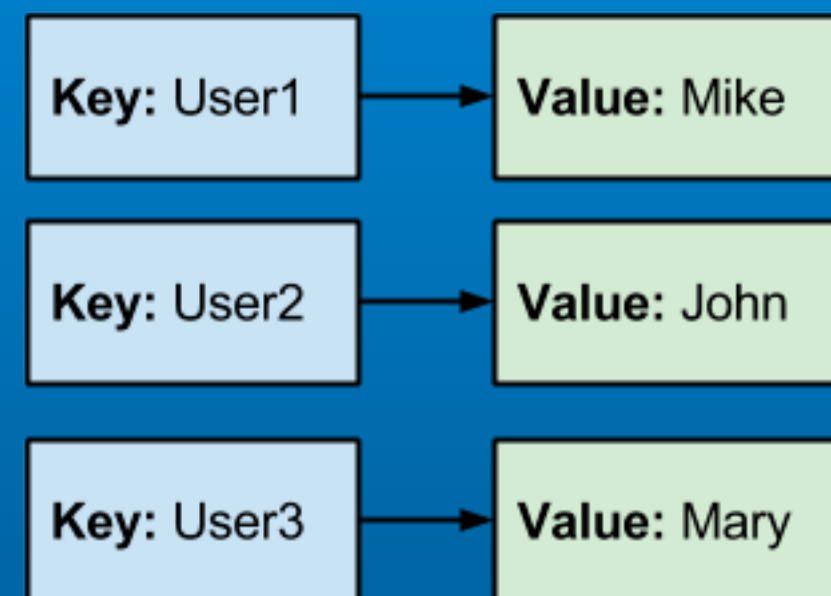 Key: User1
Value: Mike
Key: User2
Value: John
Key: User3
Value: Mary